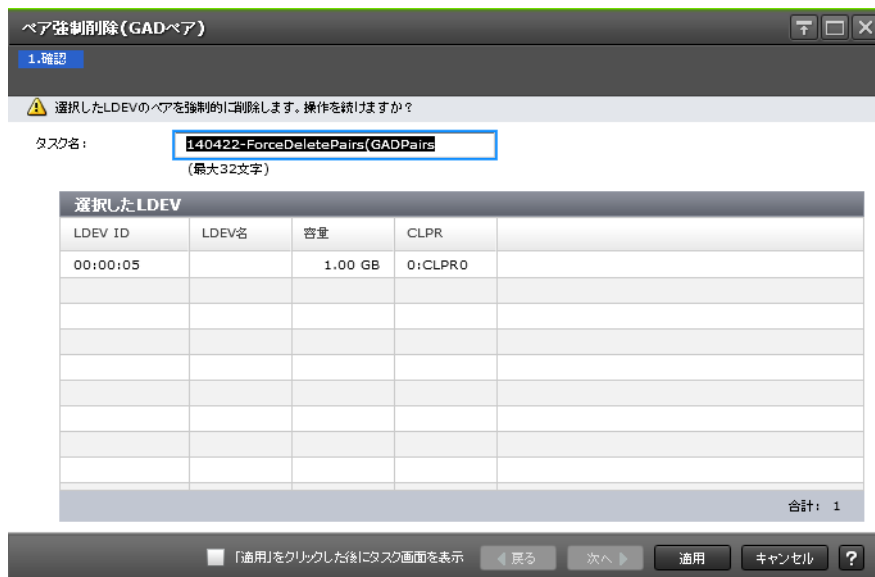 ペア強制削除(GADペア)
1.確認
選択したLDEVのペアを強制的に削除します。操作を続けますか?
タスク名: 140422-ForceDeletePairs(GADPairs
(最大32文字)
選択したLDEV
LDEV ID LDEV名 容量 CLPR
00:00:05 1.00 GB 0:CLPR0
合計: 1
「適用」をクリックした後にタスク画面を表示 戻る 次へ 適用 キャンセル ?